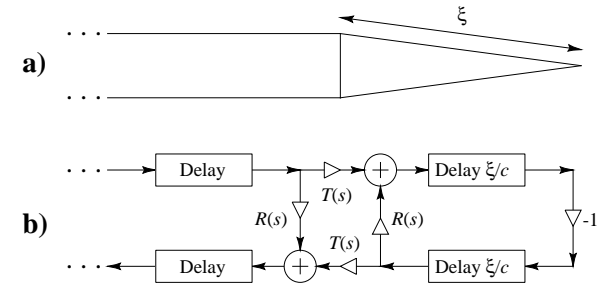 ξ
. . .
a)
. . .
. . .
Delay
Delay ξ/c
T(s)
b)
R(s)
T(s)
R(s)
-1
. . .
Delay
Delay ξ/c